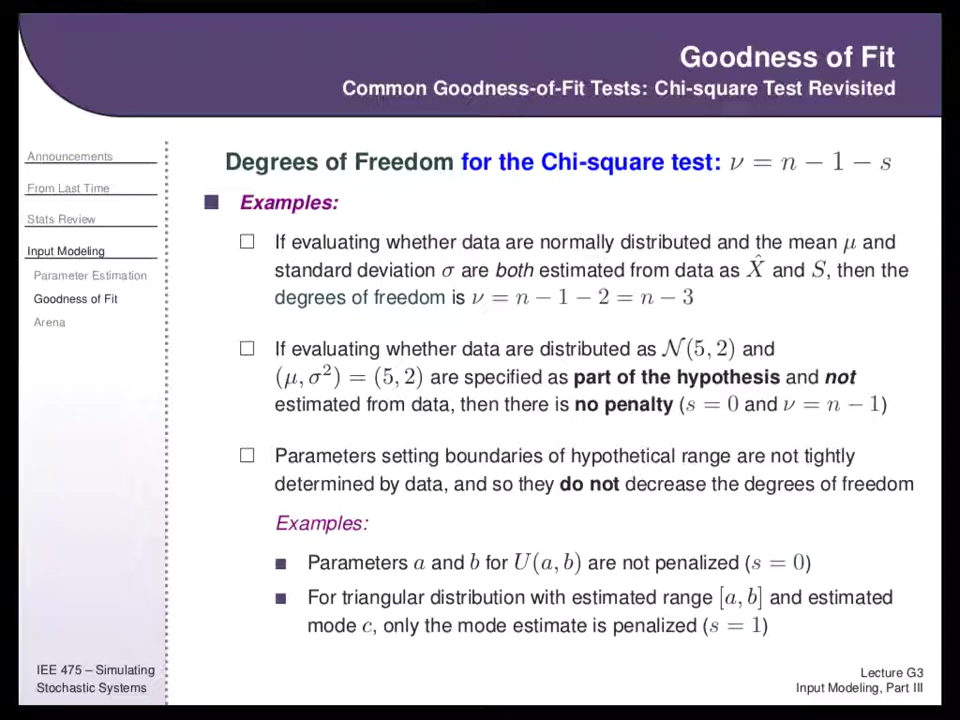 Goodness of Fit
Common Goodness-of-Fit Tests: Chi-square Test Revisited
Announcements
From Last Time
Stats Review
Input Modeling
Parameter Estimation
Goodness of Fit
Arena
Degrees of Freedom for the Chi-square test: ν = n − 1 − s
Examples:
If evaluating whether data are normally distributed and the mean μ and
standard deviation σ are both estimated from data as X̂ and S, then the
degrees of freedom is ν = n − 1 − 2 = n − 3
If evaluating whether data are distributed as 𝒩(5, 2) and
(μ, σ²) = (5, 2) are specified as part of the hypothesis and not
estimated from data, then there is no penalty (s = 0 and ν = n − 1)
Parameters setting boundaries of hypothetical range are not tightly
determined by data, and so they do not decrease the degrees of freedom
Examples:
Parameters a and b for U(a, b) are not penalized (s = 0)
For triangular distribution with estimated range [a, b] and estimated
mode c, only the mode estimate is penalized (s = 1)
IEE 475 – Simulating
Stochastic Systems
Lecture G3
Input Modeling, Part III